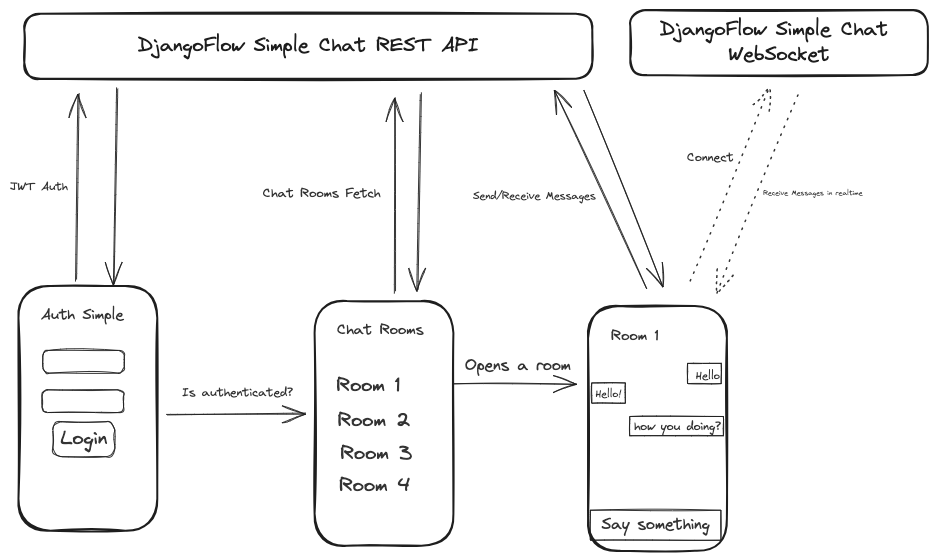 DjangoFlow Simple Chat REST API
DjangoFlow Simple Chat
WebSocket
JWT Auth
Chat Rooms Fetch
Send/Receive Messages
Connect
Receive Messages in realtime
Auth Simple
Login
Is authenticated?
Chat Rooms
Room 1
Room 2
Room 3
Room 4
Opens a room
Room 1
Hello
Hello!
how you doing?
Say something